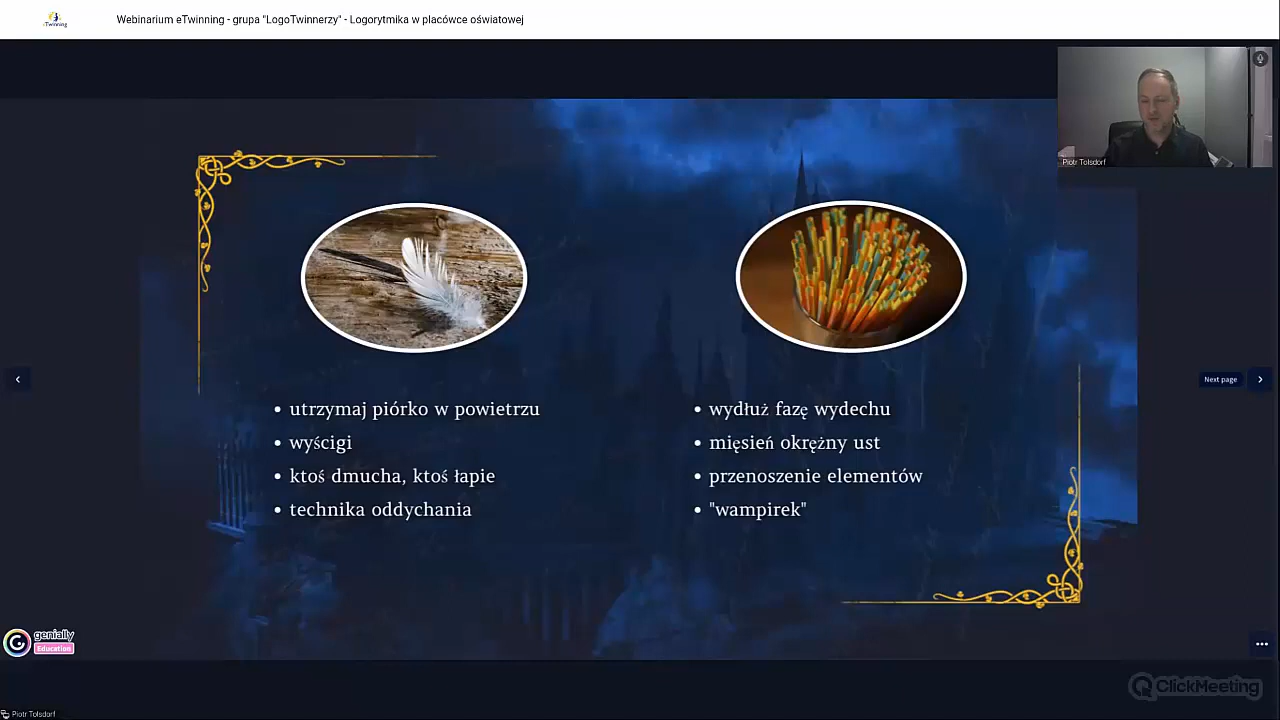 eTwinning
Webinarium eTwinning - grupa "LogoTwinnerzy" - Logorytmika w placówce oświatowej
Piotr Tolsdorf
utrzymaj piórko w powietrzu
wyścigi
ktoś dmucha, ktoś łapie
technika oddychania
wydłuż fazę wydechu
mięsień okrężny ust
przenoszenie elementów
"wampirek"
Next page
genially
Education
ClickMeeting
Piotr Tolsdorf